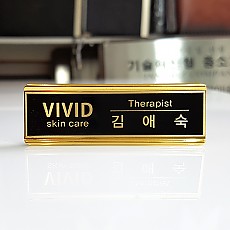 VIVID
skin care
Therapist
김 애 숙